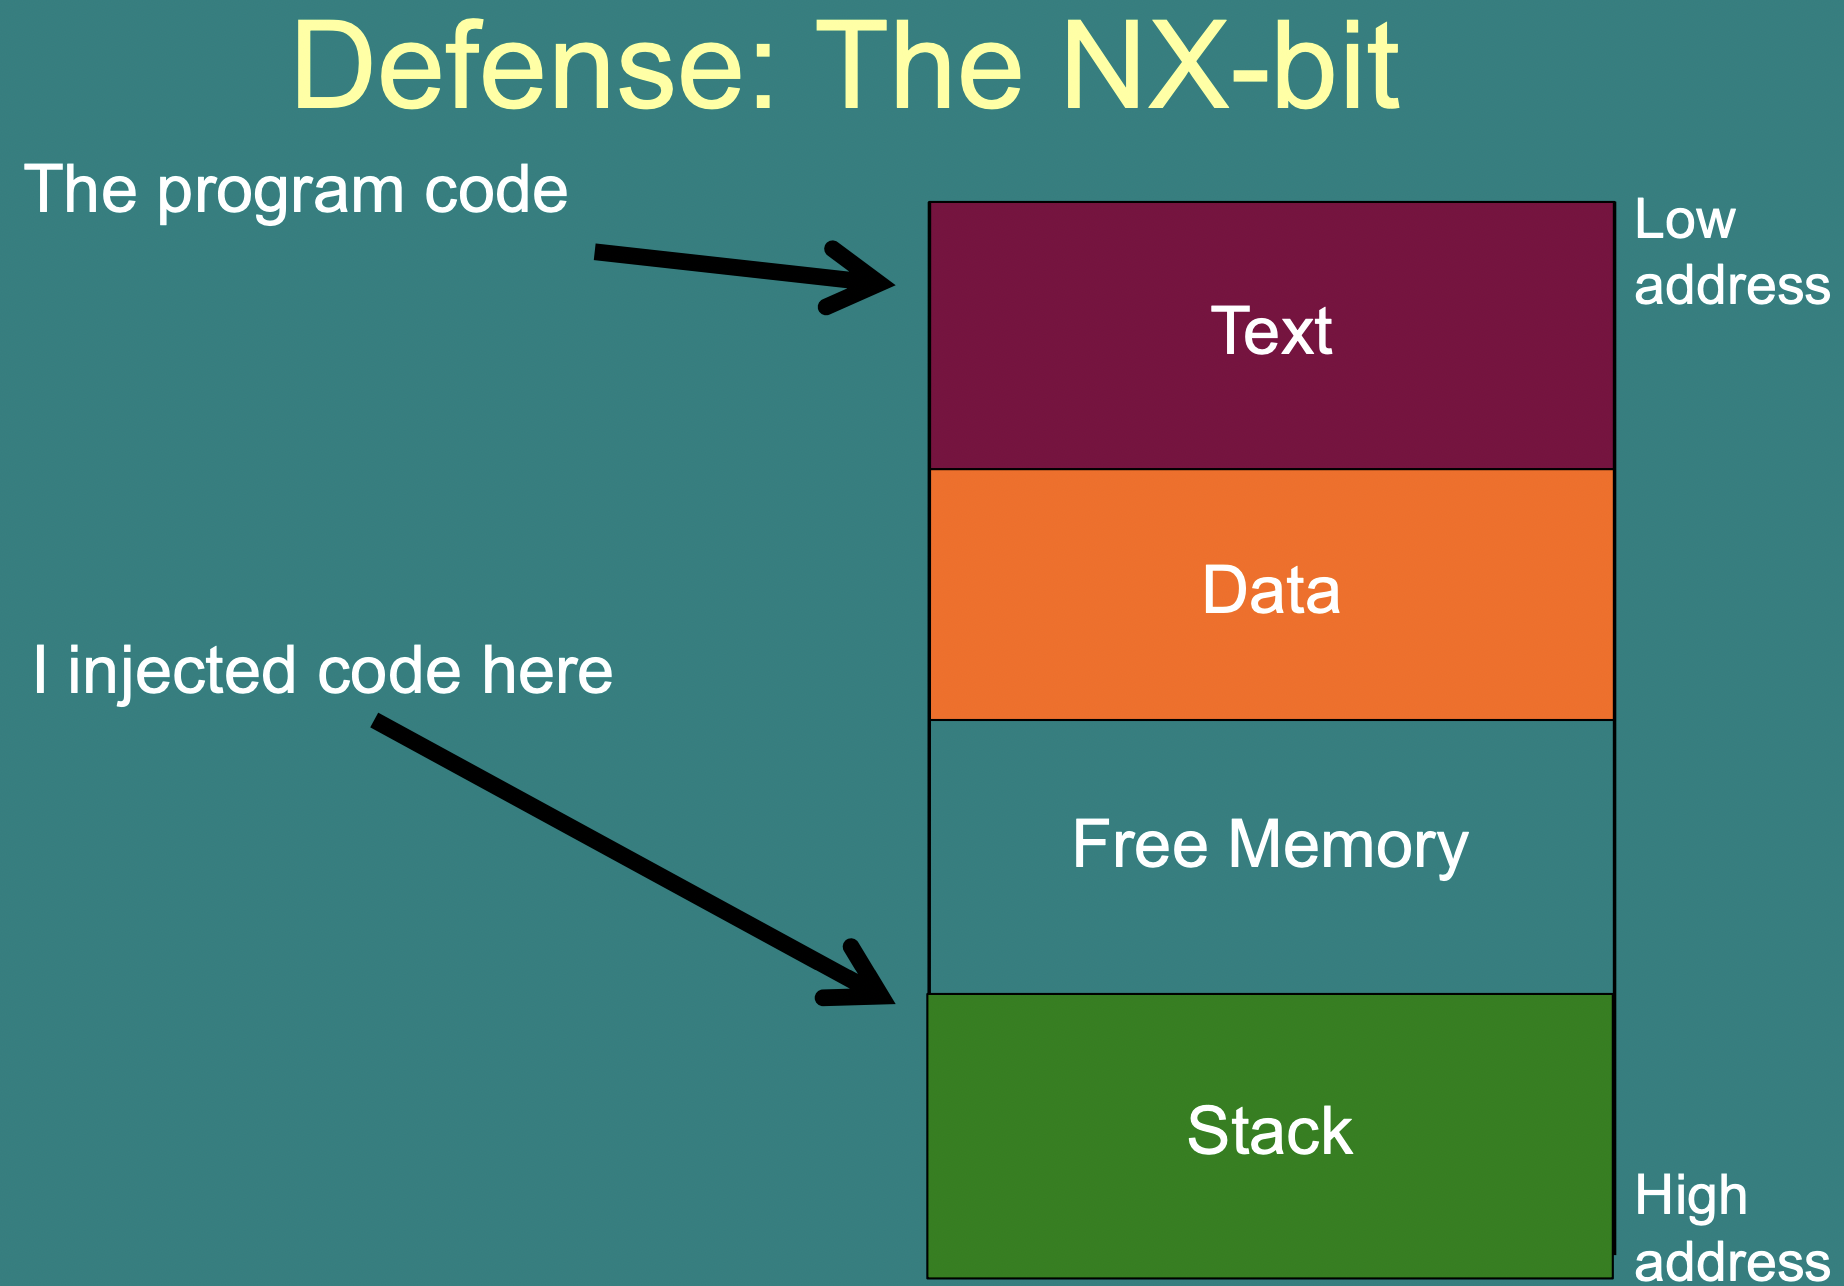 Defense: The NX-bit
The program code
Low
address
Text
Data
I injected code here
Free Memory
Stack
High
address